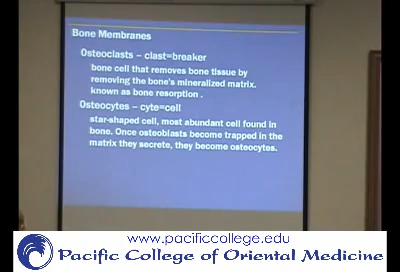 Bone Membranes
Osteoclasts – clast=breaker
bone cell that removes bone tissue by
removing the bone's mineralized matrix.
known as bone resorption .
Osteocytes – cyte=cell
star-shaped cell, most abundant cell found in
bone. Once osteoblasts become trapped in the
matrix they secrete, they become osteocytes.
www.pacificcollege.edu
Pacific College of Oriental Medicine